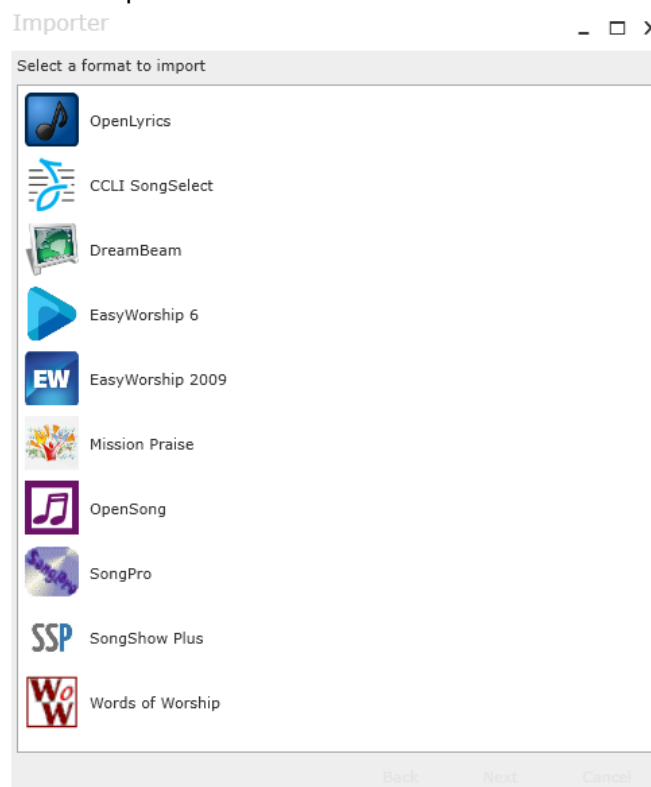 Importer
Select a format to import
OpenLyrics
CCLI SongSelect
DreamBeam
EasyWorship 6
EW
EasyWorship 2009
Mission Praise
OpenSong
SongPro
SongPro
SSP
SongShow Plus
WoW
Words of Worship
Back Next Cancel